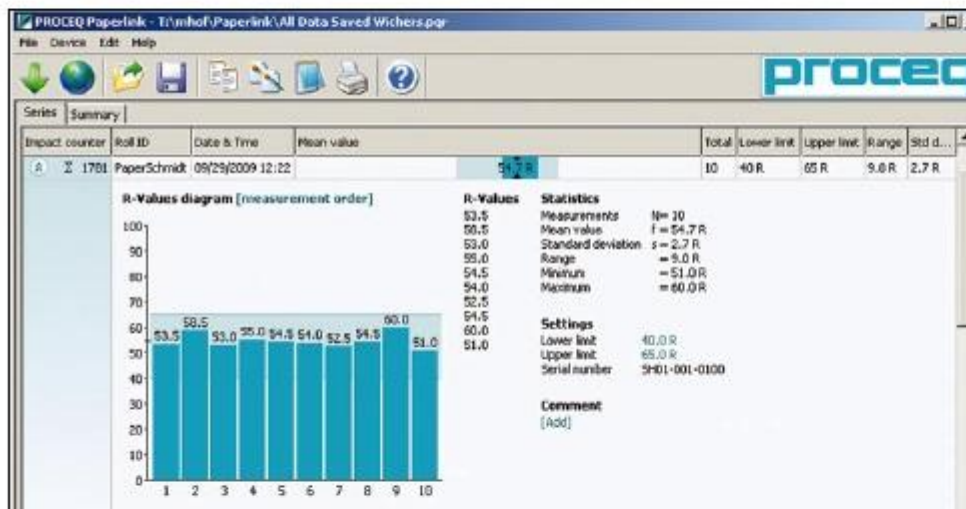 PROCEQ Paperlink - T:\mhof\Paperlink\All Data Saved Wichers.pqr
File Device Edit Help
proceq
Series Summary
Impact counter Roll ID Date & Time Mean value Total Lower limit Upper limit Range Std d...
Σ 1781 PaperSchmidt 09/29/2009 12:22 54.7 R 10 40 R 65 R 9.0 R 2.7 R
R-Values diagram [measurement order]
100
90
80
70
60
50
40
30
20
10
0
53.5 58.5 53.0 55.0 54.5 54.0 52.5 54.5 60.0 51.0
1 2 3 4 5 6 7 8 9 10
R-Values
53.5
58.5
53.0
55.0
54.5
54.0
52.5
54.5
60.0
51.0
Statistics
Measurements N= 10
Mean value r̄ = 54.7 R
Standard deviation s = 2.7 R
Range = 9.0 R
Minimum = 51.0 R
Maximum = 60.0 R
Settings
Lower limit 40.0 R
Upper limit 65.0 R
Serial number SH01-001-0100
Comment
[Add]